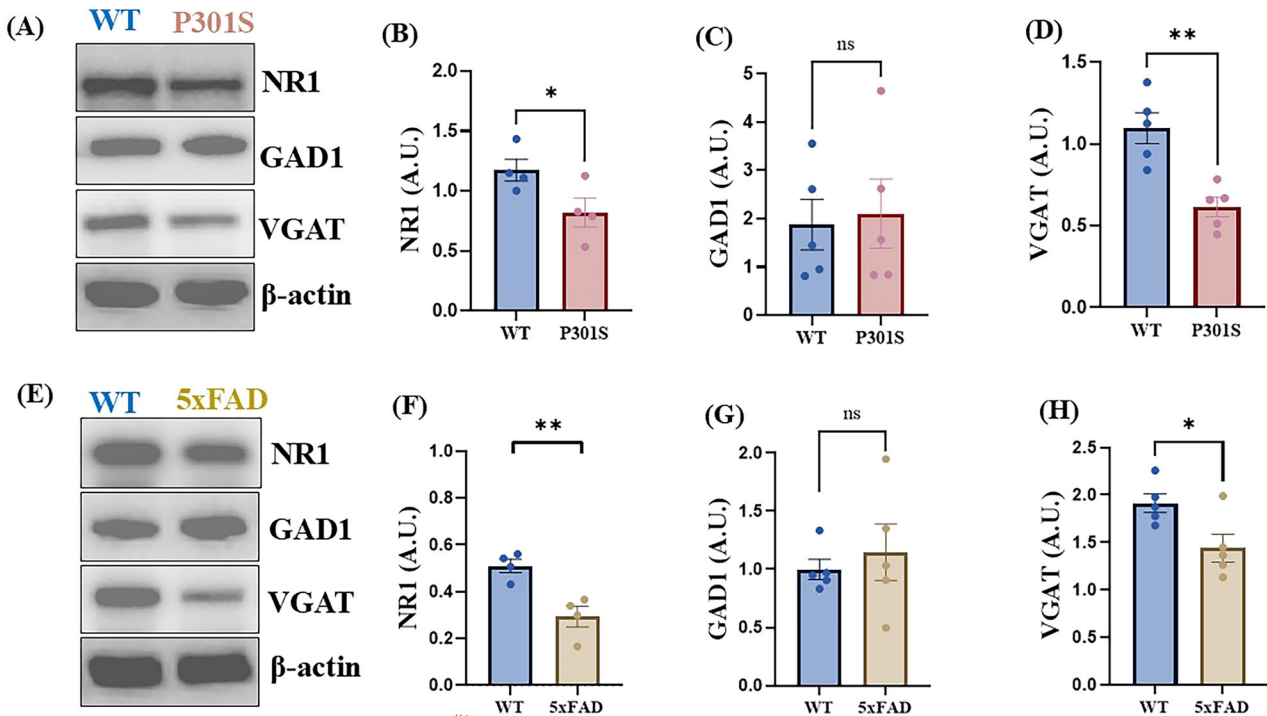 (A)
WT P301S
NR1
GAD1
VGAT
β-actin
(B)
NR1 (A.U.)
2.0
1.5
1.0
0.5
0.0
*
WT P301S
(C)
GAD1 (A.U.)
5
4
3
2
1
0
ns
WT P301S
(D)
VGAT (A.U.)
1.5
1.0
0.5
0.0
**
WT P301S
(E)
WT 5xFAD
NR1
GAD1
VGAT
β-actin
(F)
NR1 (A.U.)
1.0
0.8
0.6
0.4
0.2
0.0
**
WT 5xFAD
(G)
GAD1 (A.U.)
2.0
1.5
1.0
0.5
0.0
ns
WT 5xFAD
(H)
VGAT (A.U.)
2.5
2.0
1.5
1.0
0.5
0.0
*
WT 5xFAD